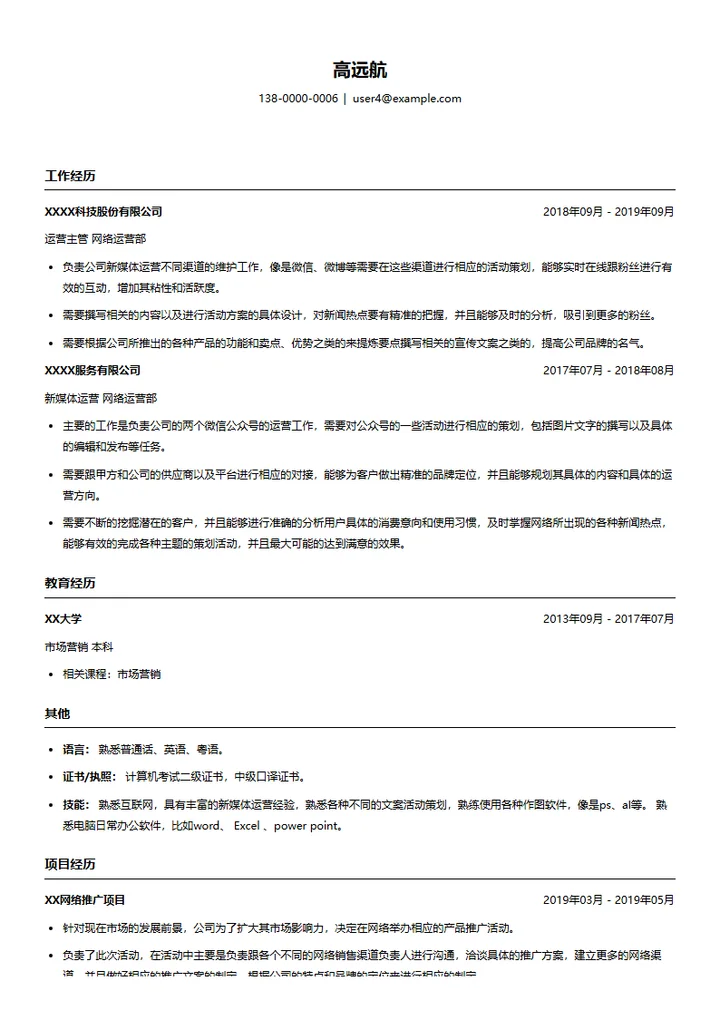 高远航
138-0000-0006 | user4@example.com
工作经历
XXXX科技股份有限公司 2018年09月 - 2019年09月
运营主管 网络运营部
• 负责公司新媒体运营不同渠道的维护工作，像是微信、微博等需要在这些渠道进行相应的活动策划，能够实时在线跟粉丝进行有
效的互动，增加其粘性和活跃度。
• 需要撰写相关的内容以及进行活动方案的具体设计，对新闻热点要有精准的把握，并且能够及时的分析，吸引到更多的粉丝。
• 需要根据公司所推出的各种产品的功能和卖点、优势之类的来提炼要点撰写相关的宣传文案之类的，提高公司品牌的名气。
XXXX服务有限公司 2017年07月 - 2018年08月
新媒体运营 网络运营部
• 主要的工作是负责公司的两个微信公众号的运营工作，需要对公众号的一些活动进行相应的策划，包括图片文字的撰写以及具体
的编辑和发布等任务。
• 需要跟甲方和公司的供应商以及平台进行相应的对接，能够为客户做出精准的品牌定位，并且能够规划其具体的内容和具体的运
营方向。
• 需要不断的挖掘潜在的客户，并且能够进行准确的分析用户具体的消费意向和使用习惯，及时掌握网络所出现的各种新闻热点，
能够有效的完成各种主题的策划活动，并且最大可能的达到满意的效果。
教育经历
XX大学 2013年09月 - 2017年07月
市场营销 本科
• 相关课程：市场营销
其他
• 语言： 熟悉普通话、英语、粤语。
• 证书/执照： 计算机考试二级证书，中级口译证书。
• 技能： 熟悉互联网，具有丰富的新媒体运营经验，熟悉各种不同的文案活动策划，熟练使用各种作图软件，像是ps、al等。 熟
悉电脑日常办公软件，比如word、 Excel 、power point。
项目经历
XX网络推广项目 2019年03月 - 2019年05月
• 针对现在市场的发展前景，公司为了扩大其市场影响力，决定在网络举办相应的产品推广活动。
• 负责了此次活动，在活动中主要是负责跟各个不同的网络销售渠道负责人进行沟通，洽谈具体的推广方案，建立更多的网络渠
道，并且做好相应的推广文案的制定，根据公司的特点和品牌的定位来进行相应的制定